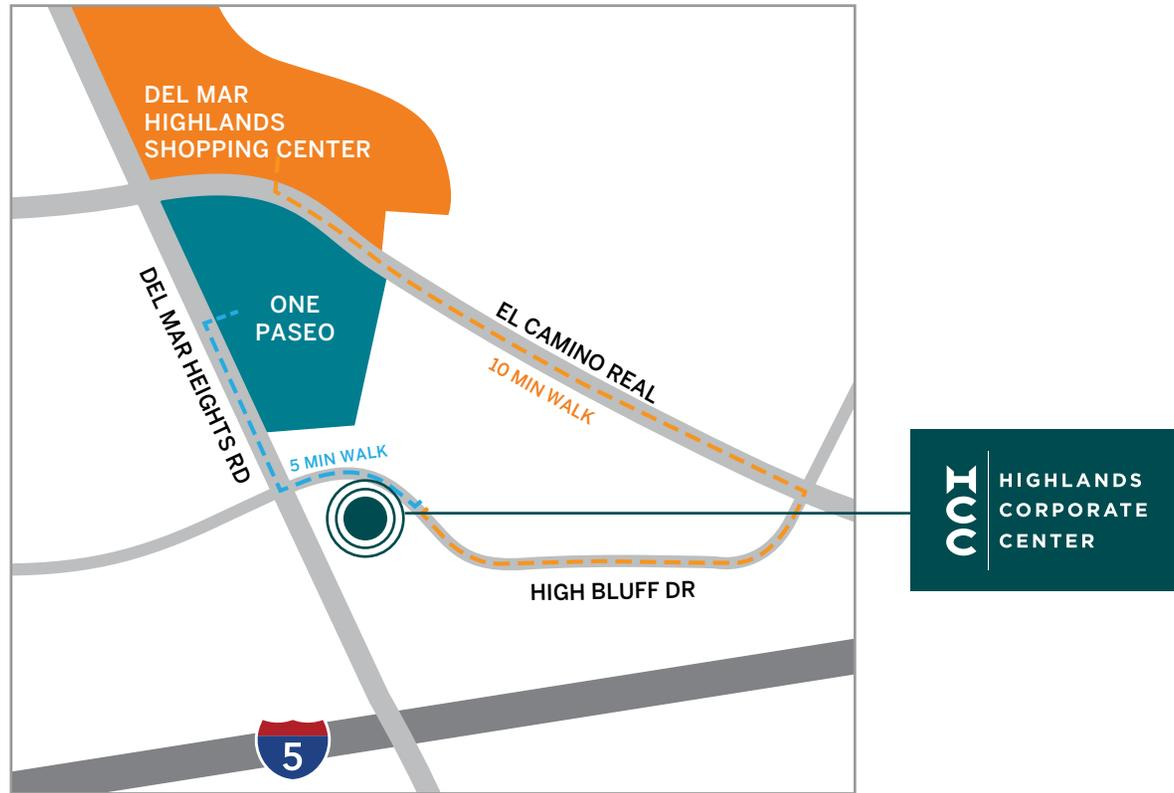 DEL MAR
HIGHLANDS
SHOPPING CENTER
ONE
PASEO
DEL MAR HEIGHTS RD
EL CAMINO REAL
10 MIN WALK
5 MIN WALK
HCC
HIGHLANDS
CORPORATE
CENTER
HIGH BLUFF DR
5